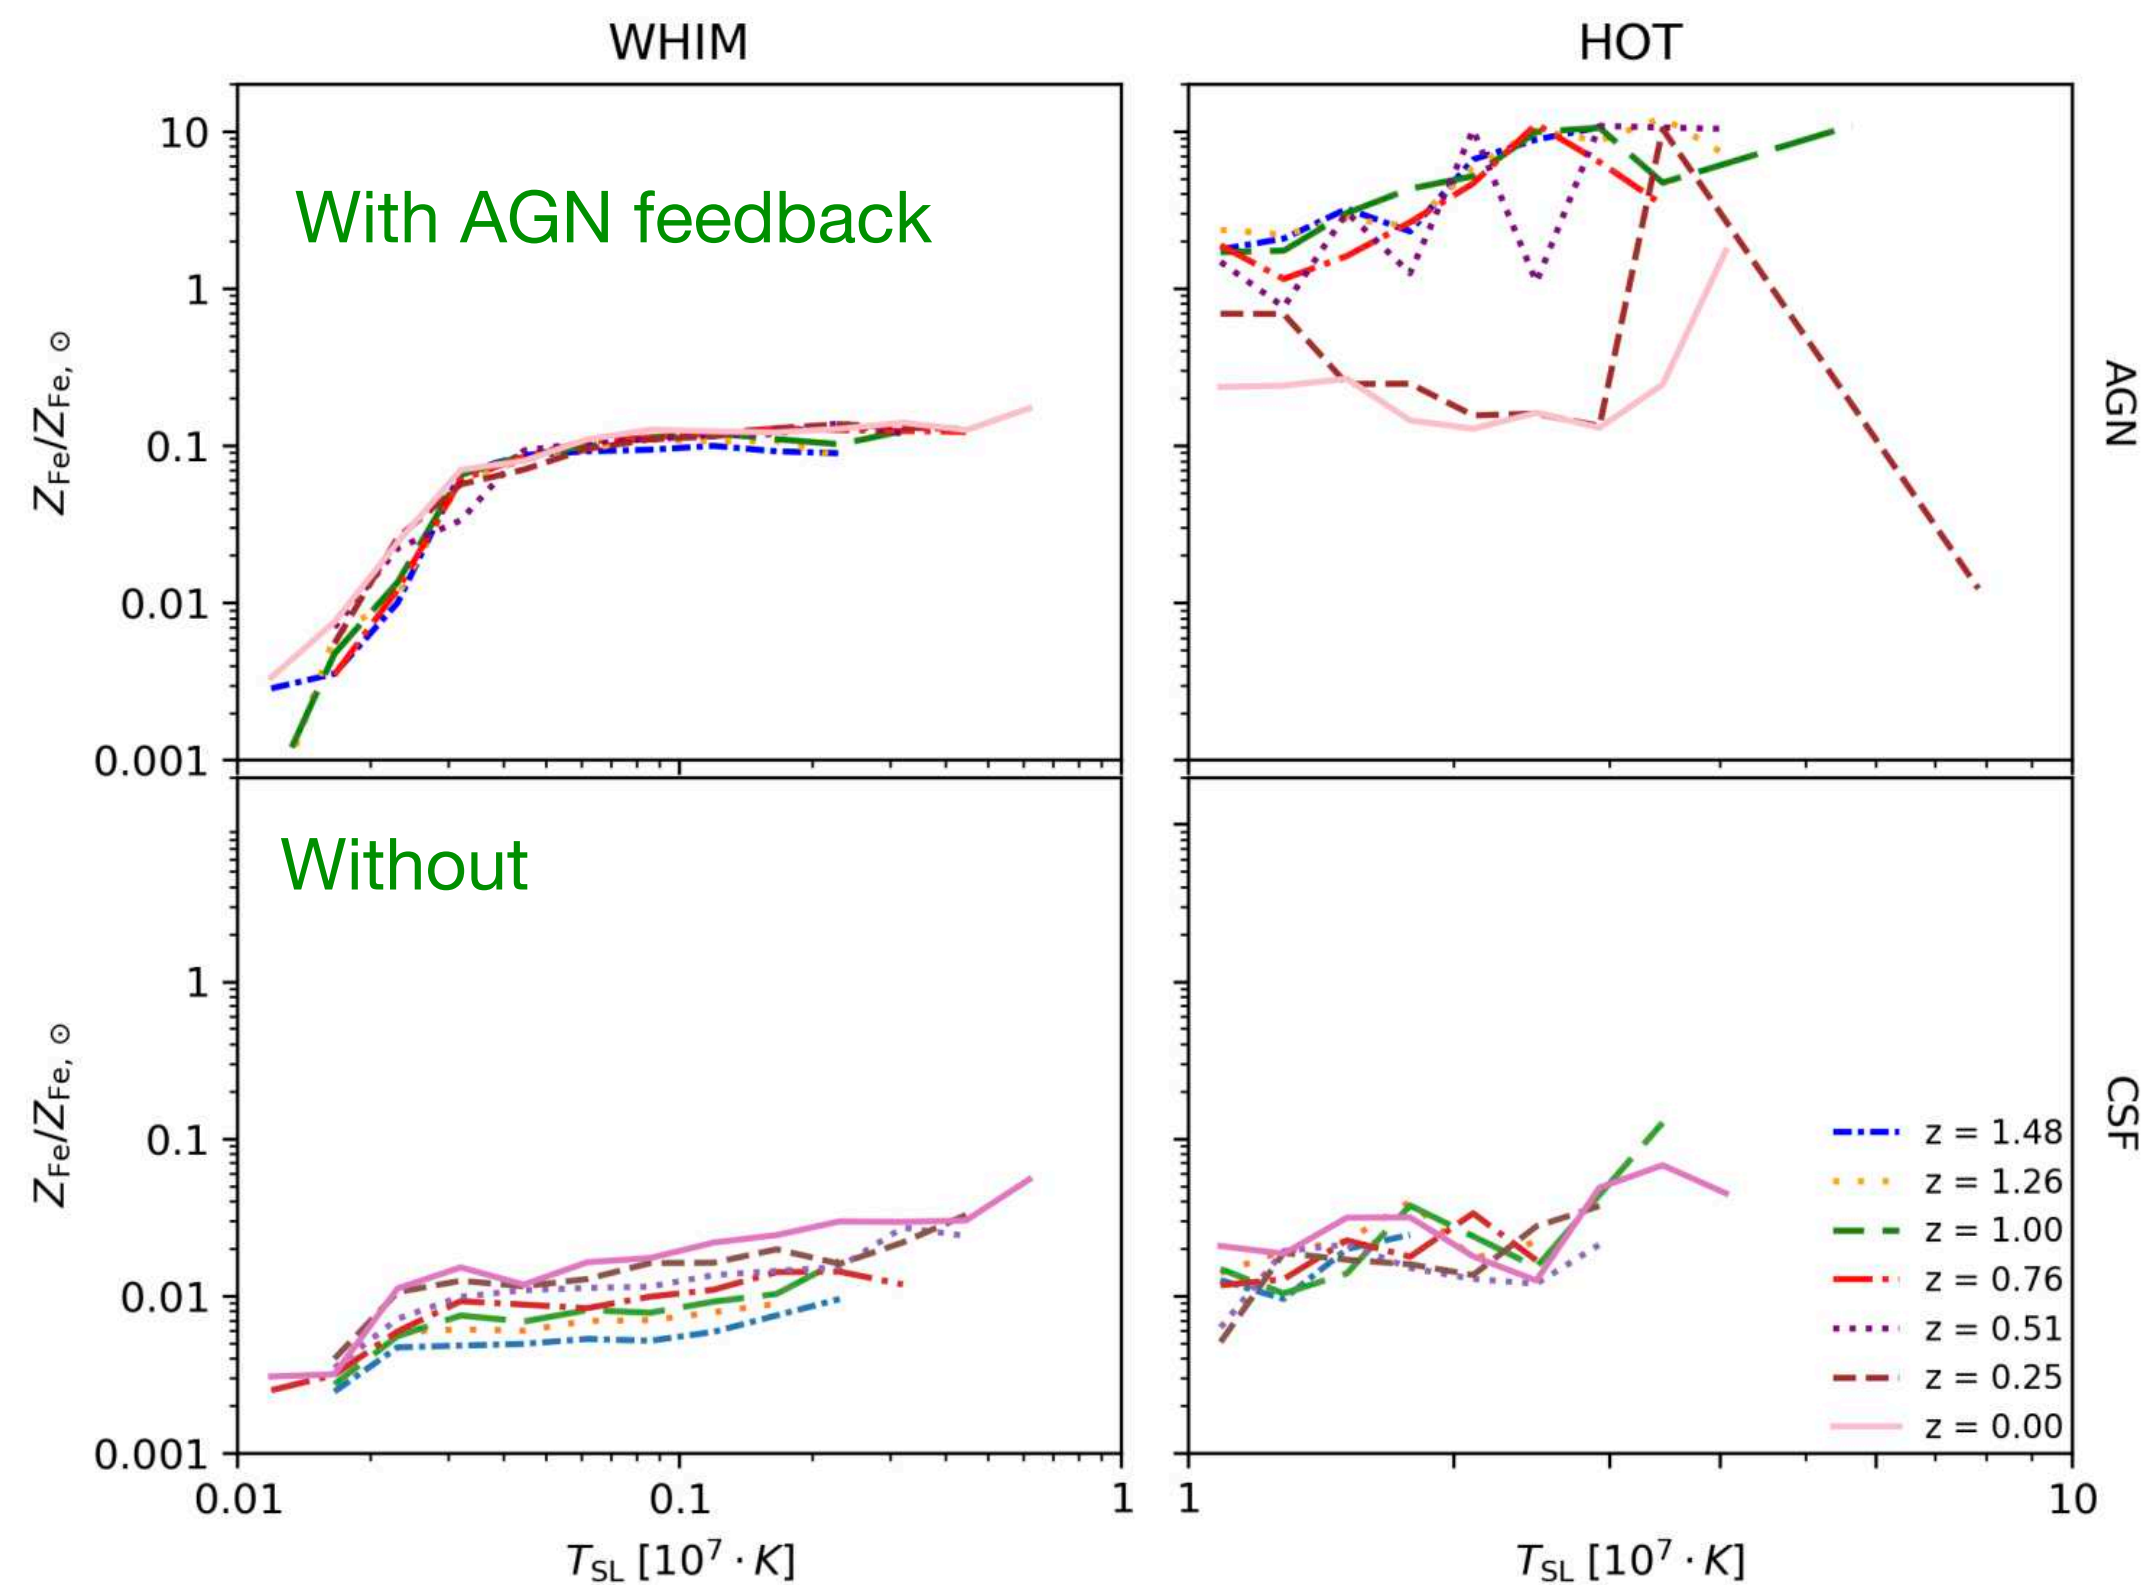 WHIM
HOT
With AGN feedback
10
1
0.1
0.01
0.001
Z_Fe/Z_Fe, ⊙
AGN
Without
1
0.1
0.01
0.001
Z_Fe/Z_Fe, ⊙
CSF
z = 1.48
z = 1.26
z = 1.00
z = 0.76
z = 0.51
z = 0.25
z = 0.00
0.01
0.1
1
1
10
T_SL [10^7 · K]
T_SL [10^7 · K]